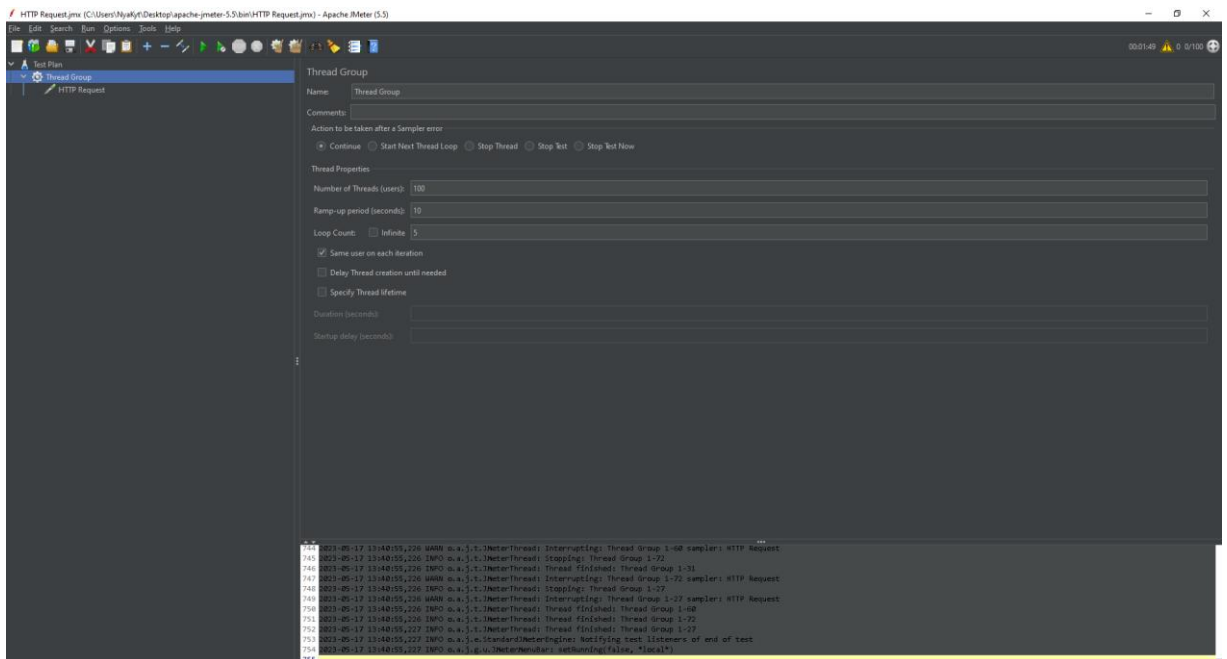 HTTP Request.jmx (C:\Users\NyaKyt\Desktop\apache-jmeter-5.5\bin\HTTP Request.jmx) - Apache JMeter (5.5)
File Edit Search Run Options Tools Help
00:01:49 0 0/100
Test Plan
Thread Group
HTTP Request
Thread Group
Name: Thread Group
Comments:
Action to be taken after a Sampler error
Continue Start Next Thread Loop Stop Thread Stop Test Stop Test Now
Thread Properties
Number of Threads (users): 100
Ramp-up period (seconds): 10
Loop Count: Infinite 5
Same user on each iteration
Delay Thread creation until needed
Specify Thread lifetime
Duration (seconds):
Startup delay (seconds):
744 2023-05-17 13:40:55,226 WARN o.a.j.t.JMeterThread: Interrupting: Thread Group 1-60 sampler: HTTP Request
745 2023-05-17 13:40:55,226 INFO o.a.j.t.JMeterThread: Stopping: Thread Group 1-72
746 2023-05-17 13:40:55,226 INFO o.a.j.t.JMeterThread: Thread finished: Thread Group 1-31
747 2023-05-17 13:40:55,226 WARN o.a.j.t.JMeterThread: Interrupting: Thread Group 1-72 sampler: HTTP Request
748 2023-05-17 13:40:55,226 INFO o.a.j.t.JMeterThread: Stopping: Thread Group 1-27
749 2023-05-17 13:40:55,226 WARN o.a.j.t.JMeterThread: Interrupting: Thread Group 1-27 sampler: HTTP Request
750 2023-05-17 13:40:55,226 INFO o.a.j.t.JMeterThread: Thread finished: Thread Group 1-60
751 2023-05-17 13:40:55,226 INFO o.a.j.t.JMeterThread: Thread finished: Thread Group 1-72
752 2023-05-17 13:40:55,227 INFO o.a.j.t.JMeterThread: Thread finished: Thread Group 1-27
753 2023-05-17 13:40:55,227 INFO o.a.j.e.StandardJMeterEngine: Notifying test listeners of end of test
754 2023-05-17 13:40:55,227 INFO o.a.j.g.u.JMeterMenuBar: setRunning(false, *local*)
755